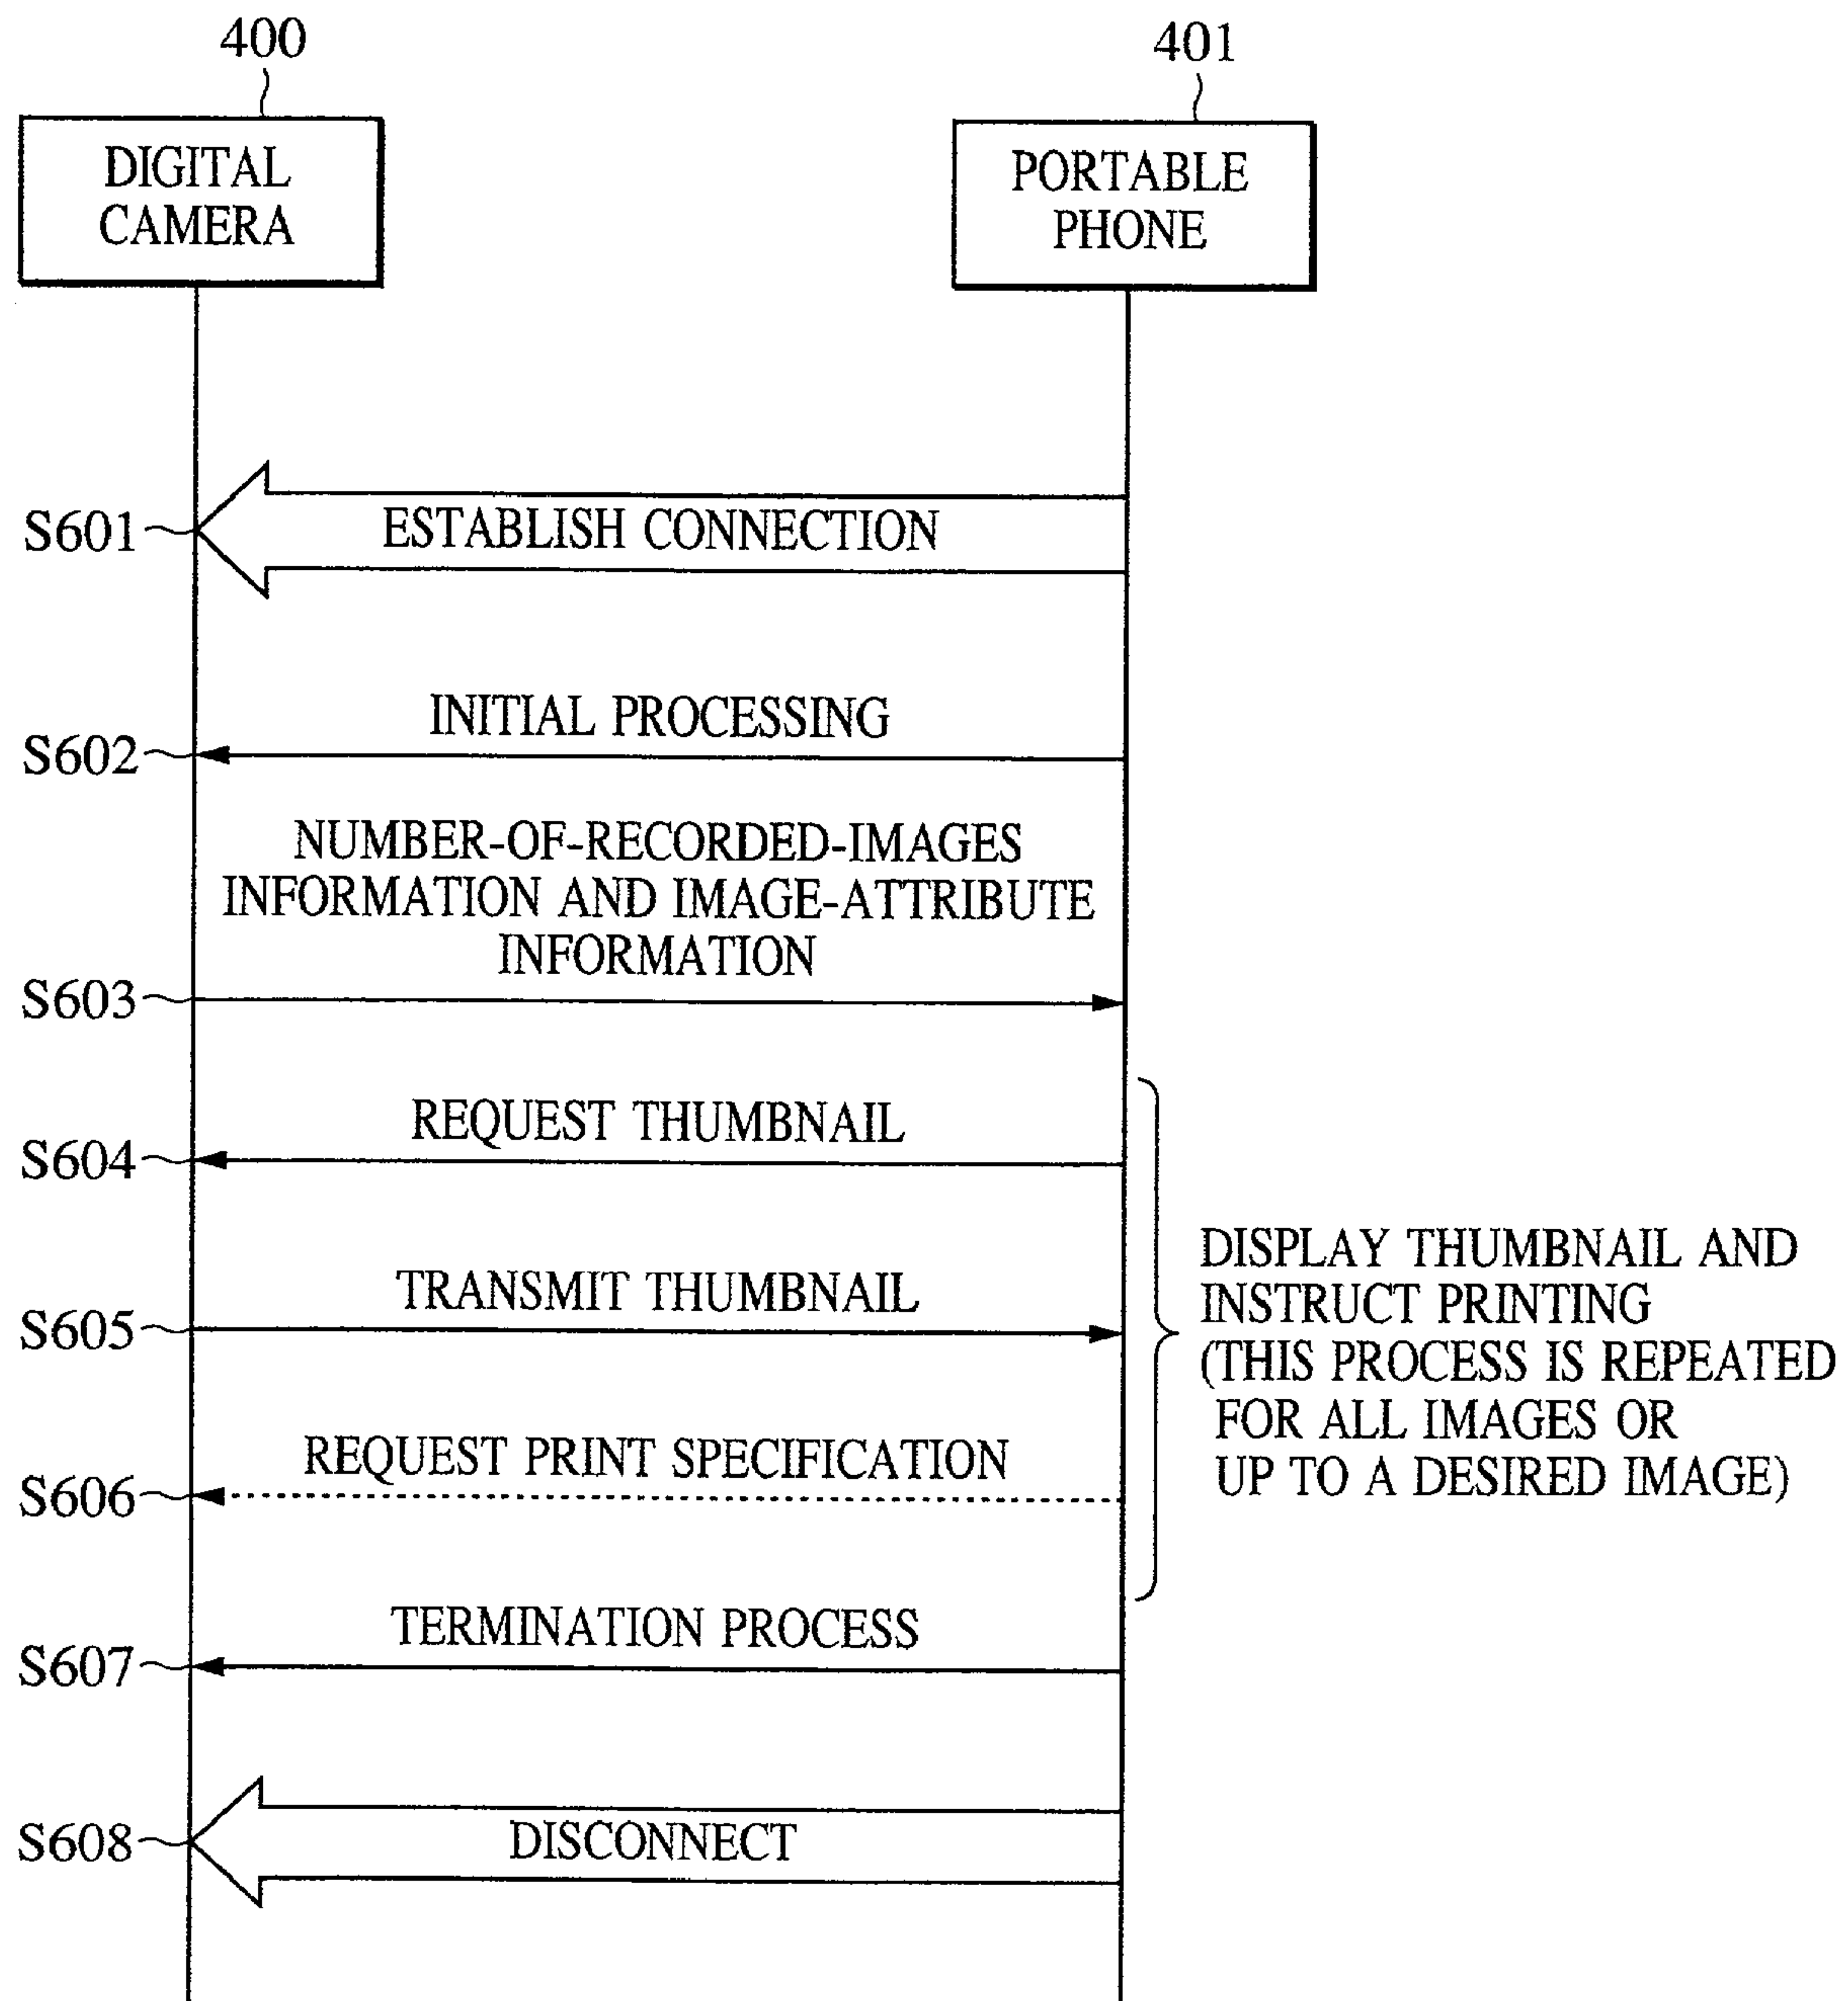 400
401
DIGITAL
CAMERA
PORTABLE
PHONE
S601
ESTABLISH CONNECTION
INITIAL PROCESSING
S602
NUMBER-OF-RECORDED-IMAGES
INFORMATION AND IMAGE-ATTRIBUTE
INFORMATION
S603
REQUEST THUMBNAIL
S604
TRANSMIT THUMBNAIL
S605
REQUEST PRINT SPECIFICATION
S606
DISPLAY THUMBNAIL AND
INSTRUCT PRINTING
(THIS PROCESS IS REPEATED
FOR ALL IMAGES OR
UP TO A DESIRED IMAGE)
TERMINATION PROCESS
S607
S608
DISCONNECT